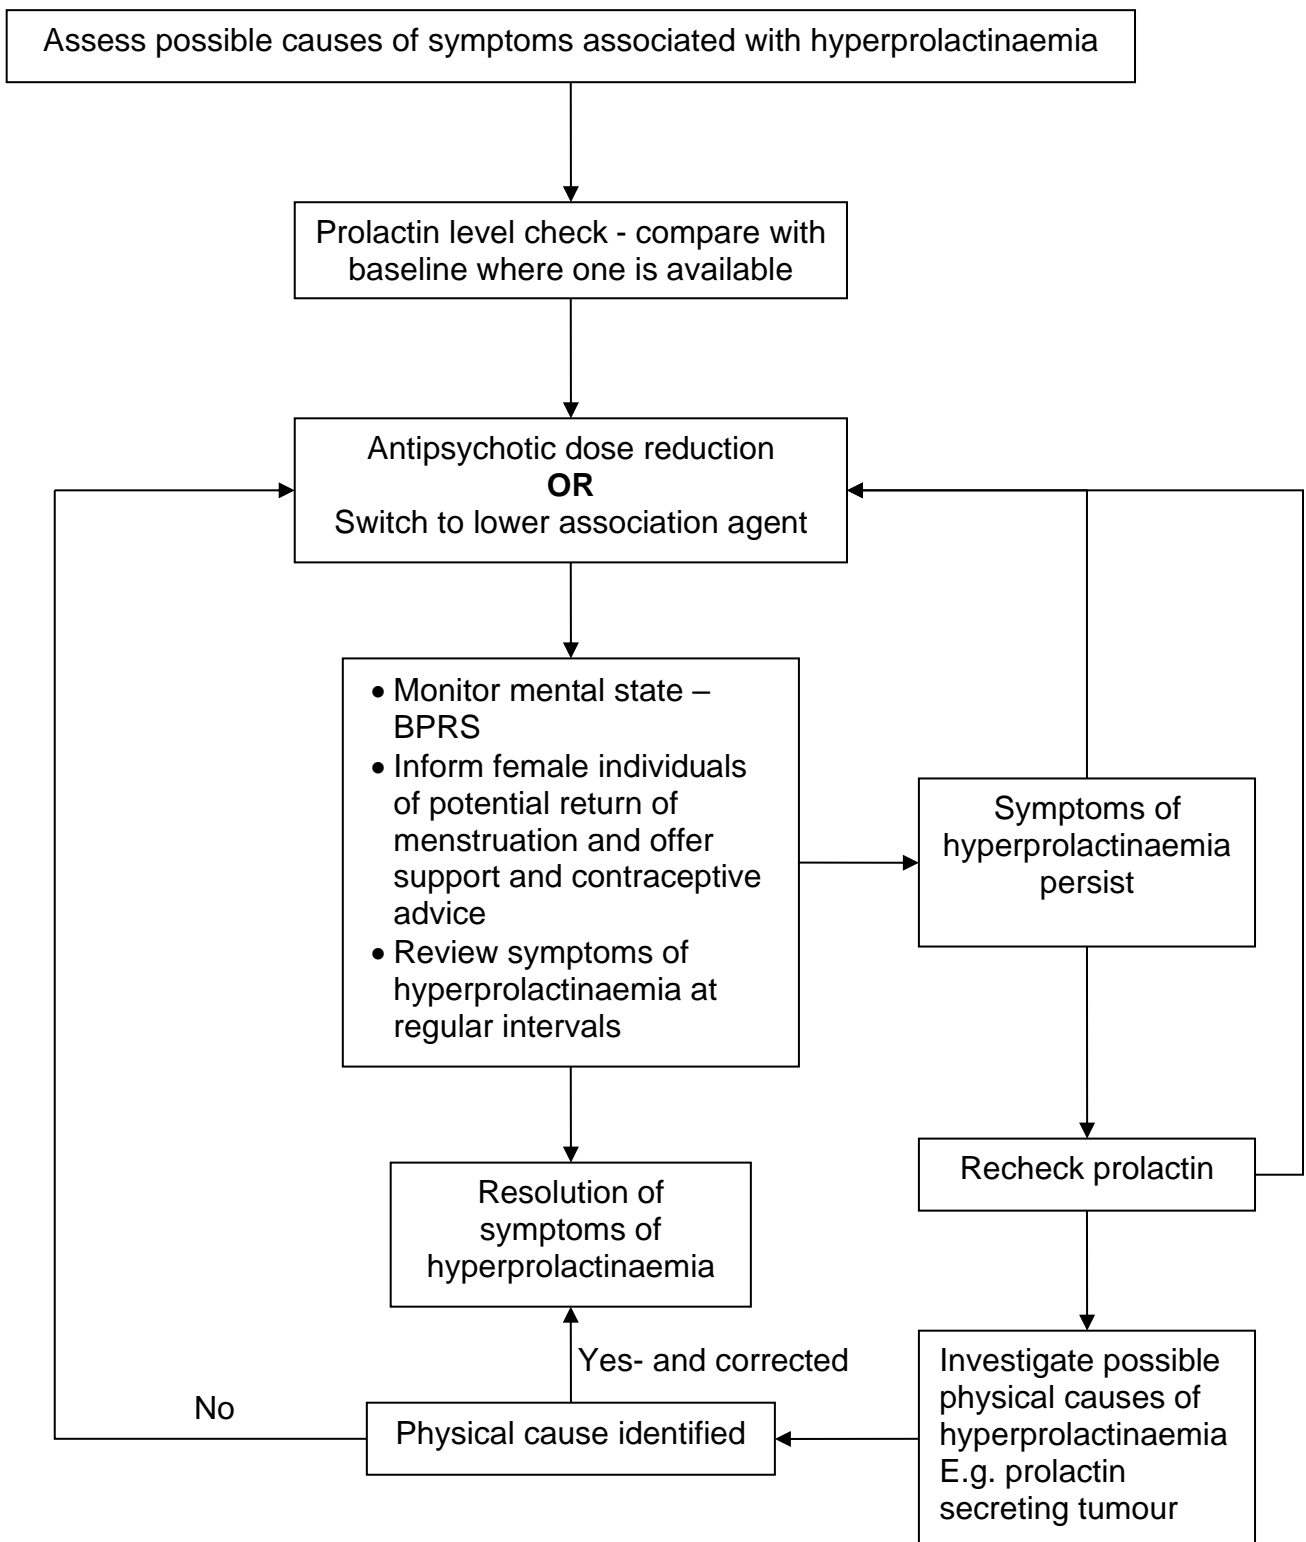 Assess possible causes of symptoms associated with hyperprolactinaemia
Prolactin level check - compare with
baseline where one is available
Antipsychotic dose reduction
OR
Switch to lower association agent
• Monitor mental state –
BPRS
• Inform female individuals
of potential return of
menstruation and offer
support and contraceptive
advice
• Review symptoms of
hyperprolactinaemia at
regular intervals
Symptoms of
hyperprolactinaemia
persist
Recheck prolactin
Resolution of
symptoms of
hyperprolactinaemia
Yes- and corrected
Investigate possible
physical causes of
hyperprolactinaemia
E.g. prolactin
secreting tumour
No
Physical cause identified